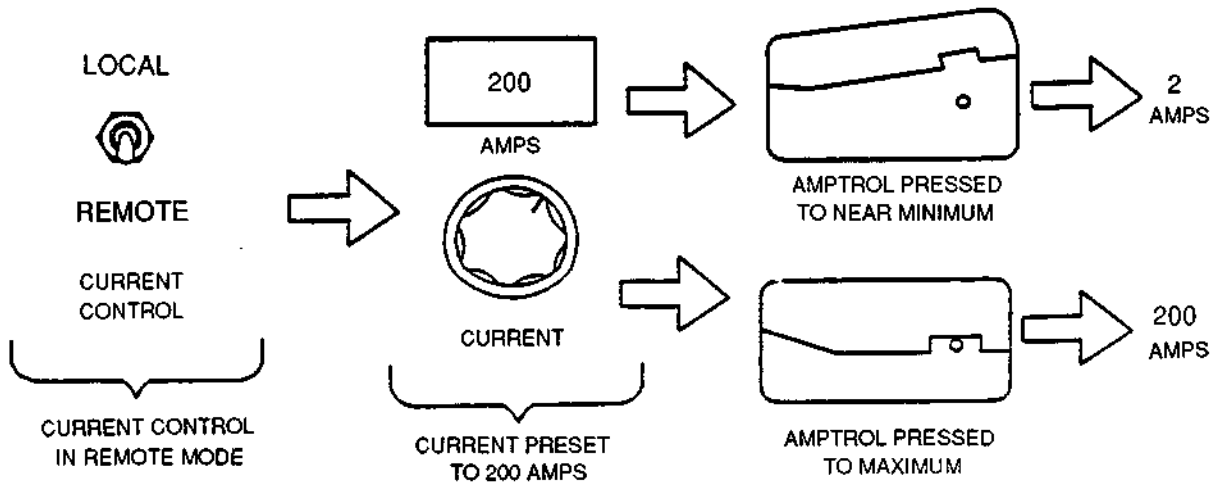 LOCAL
REMOTE
CURRENT
CONTROL
CURRENT CONTROL
IN REMOTE MODE
200
AMPS
CURRENT
CURRENT PRESET
TO 200 AMPS
AMPTROL PRESSED
TO NEAR MINIMUM
2
AMPS
AMPTROL PRESSED
TO MAXIMUM
200
AMPS